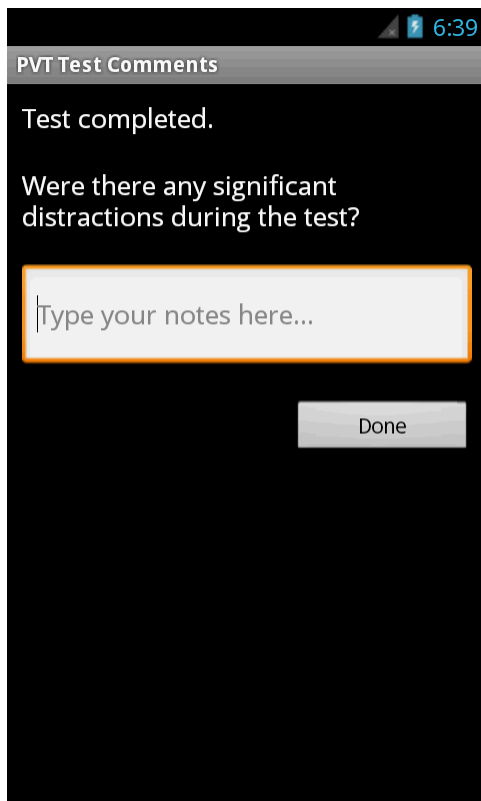 6:39
PVT Test Comments
Test completed.
Were there any significant
distractions during the test?
Type your notes here...
Done